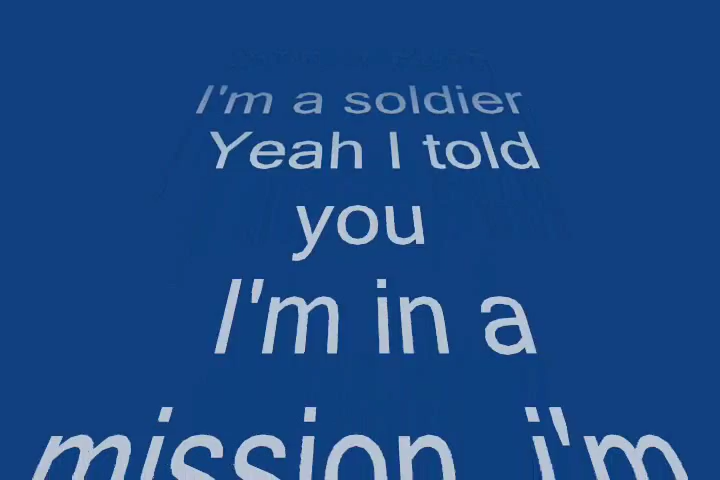 I'm a soldier
Yeah I told
you
I'm in a
mission, i'm